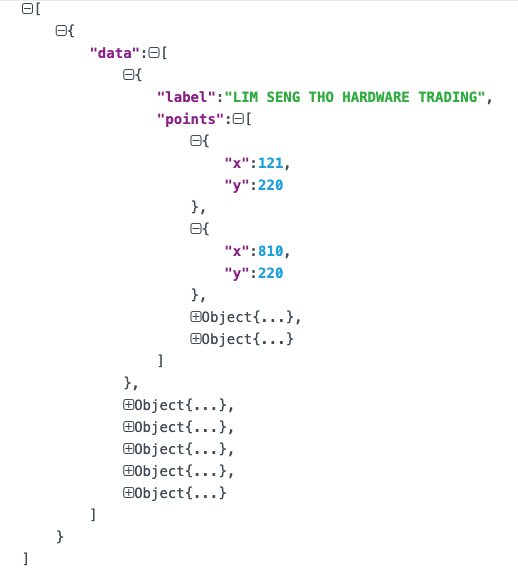 [
{
"data":[
{
"label":"LIM SENG THO HARDWARE TRADING",
"points":[
{
"x":121,
"y":220
},
{
"x":810,
"y":220
},
Object{...},
Object{...}
]
},
Object{...},
Object{...},
Object{...},
Object{...},
Object{...}
]
}
]